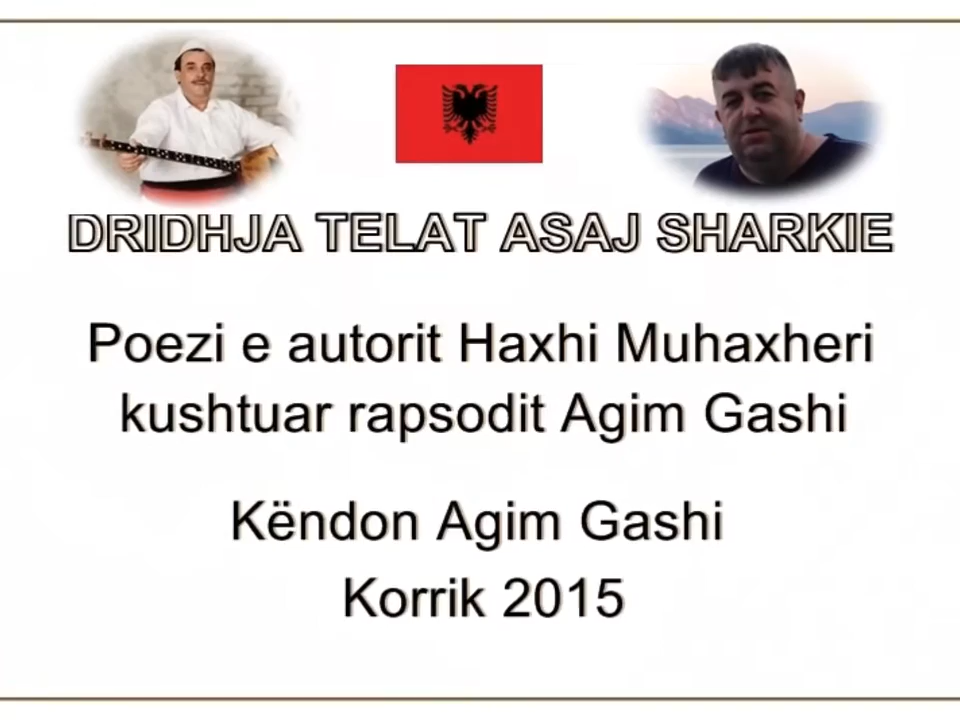 DRIDHJA TELAT ASAJ SHARKIE
Poezi e autorit Haxhi Muhaxheri
kushtuar rapsodit Agim Gashi
Këndon Agim Gashi
Korrik 2015